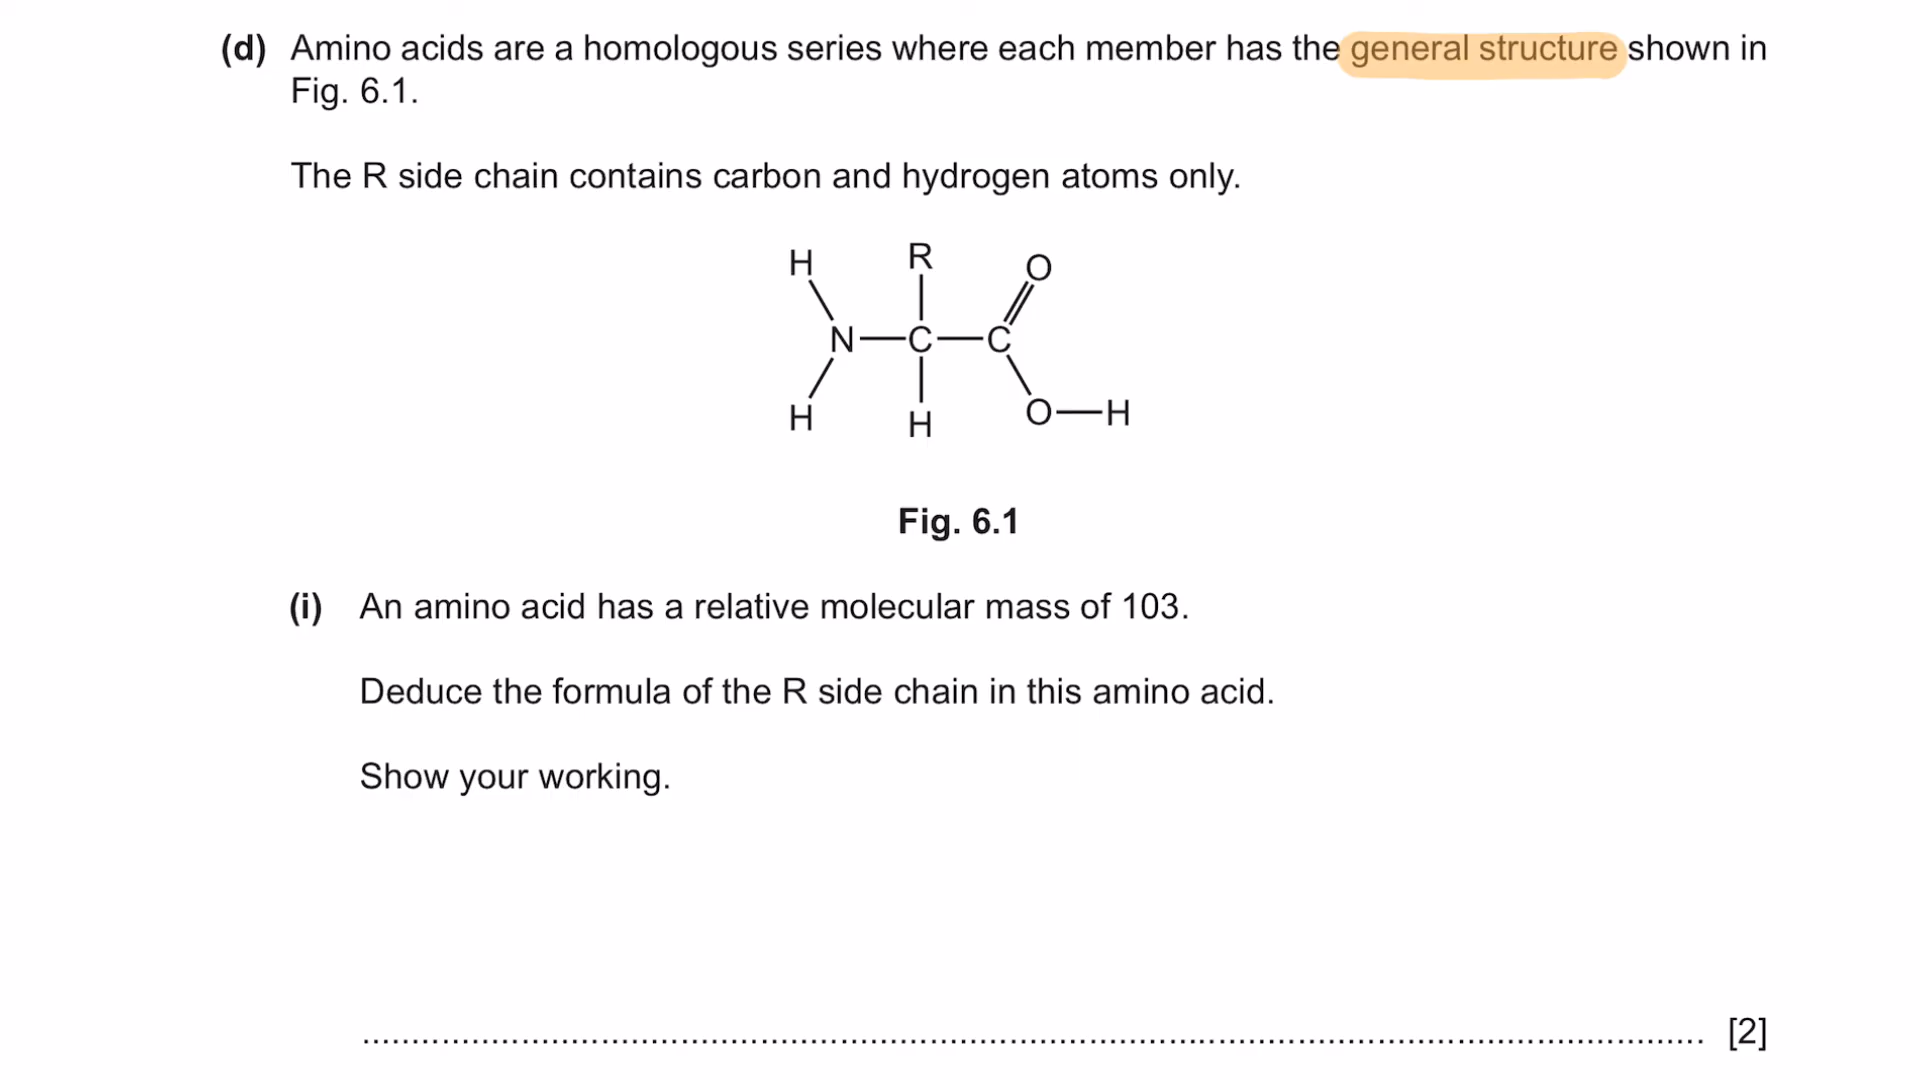 (d) Amino acids are a homologous series where each member has the general structure shown in
Fig. 6.1.
The R side chain contains carbon and hydrogen atoms only.
H R O
N C C
H H O H
Fig. 6.1
(i) An amino acid has a relative molecular mass of 103.
Deduce the formula of the R side chain in this amino acid.
Show your working.
[2]